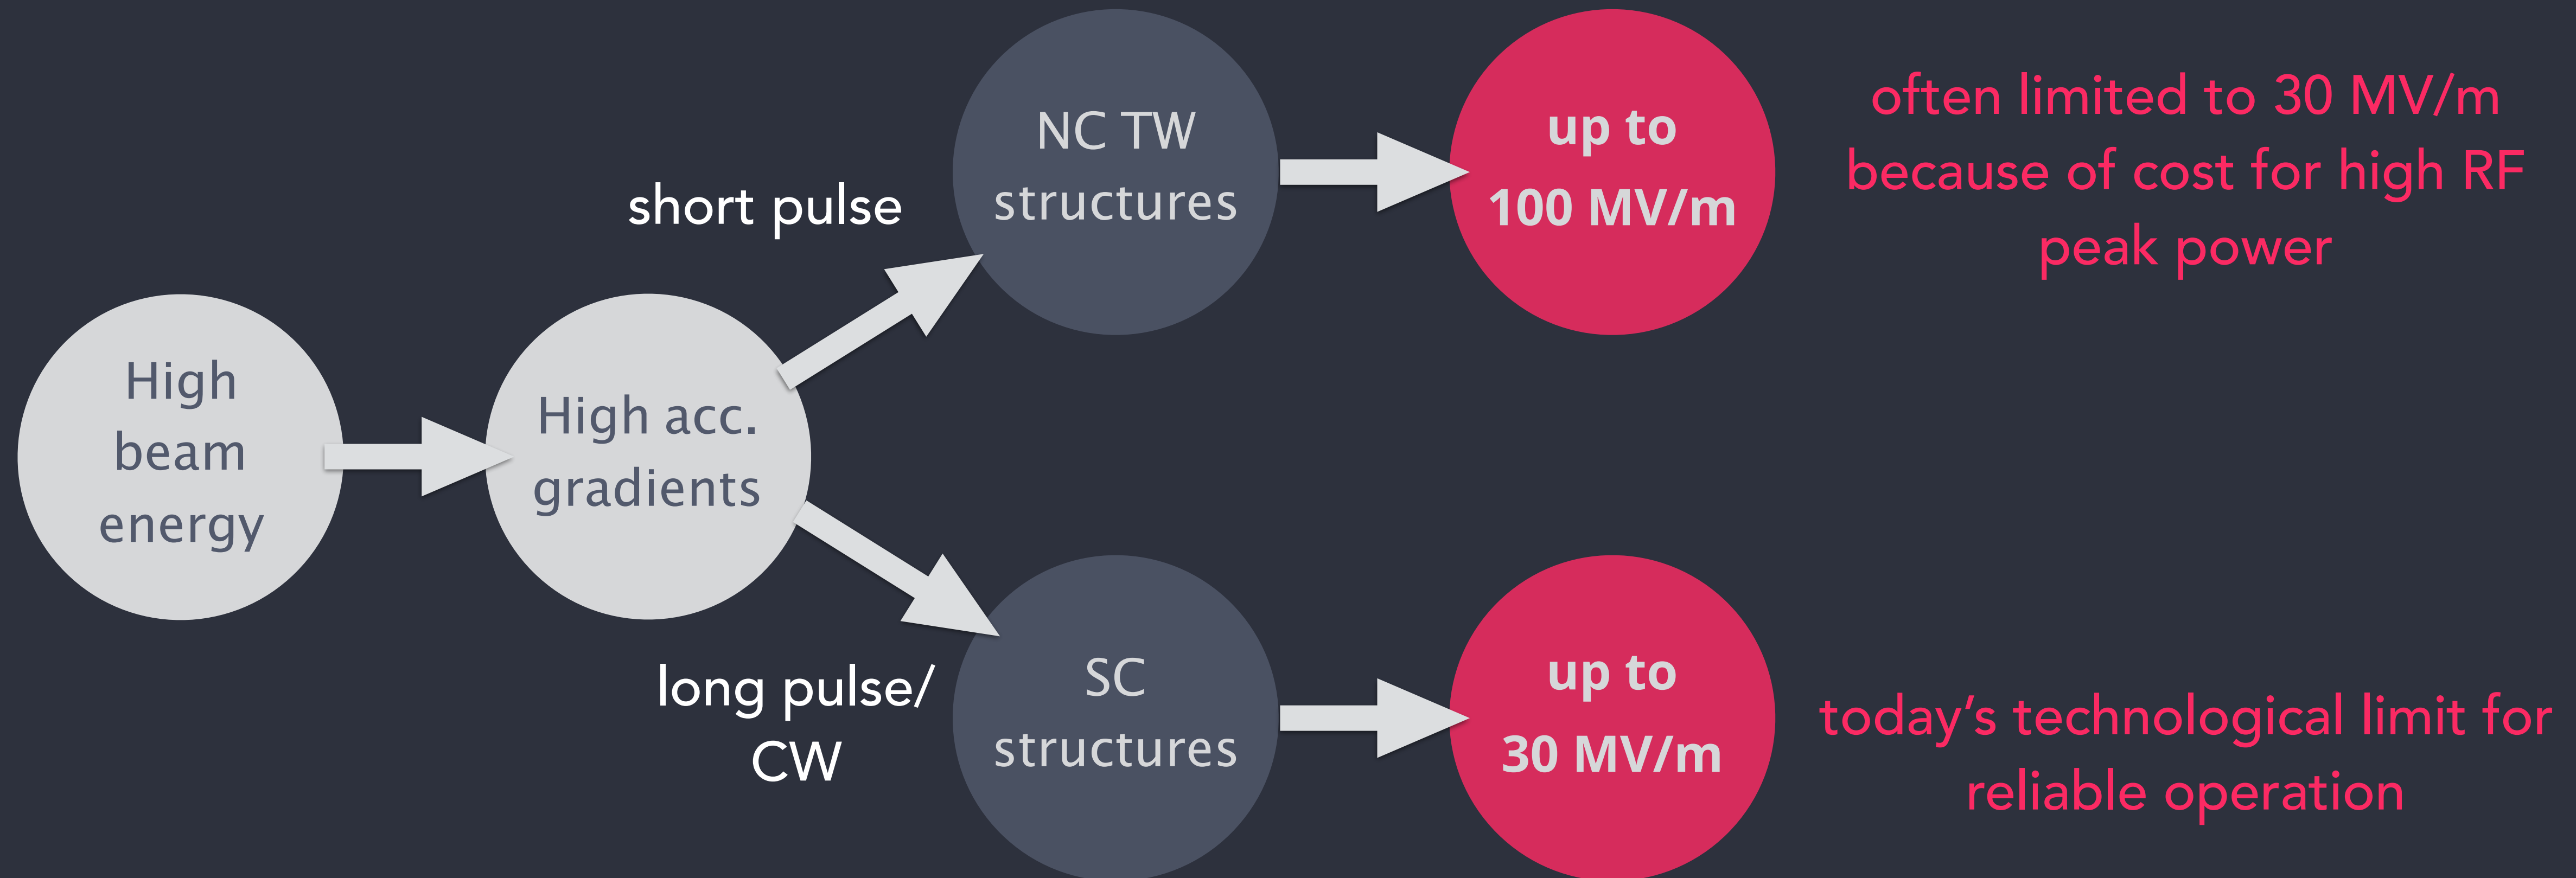 High
beam
energy
High acc.
gradients
short pulse
NC TW
structures
up to
100 MV/m
often limited to 30 MV/m
because of cost for high RF
peak power
long pulse/
CW
SC
structures
up to
30 MV/m
today’s technological limit for
reliable operation